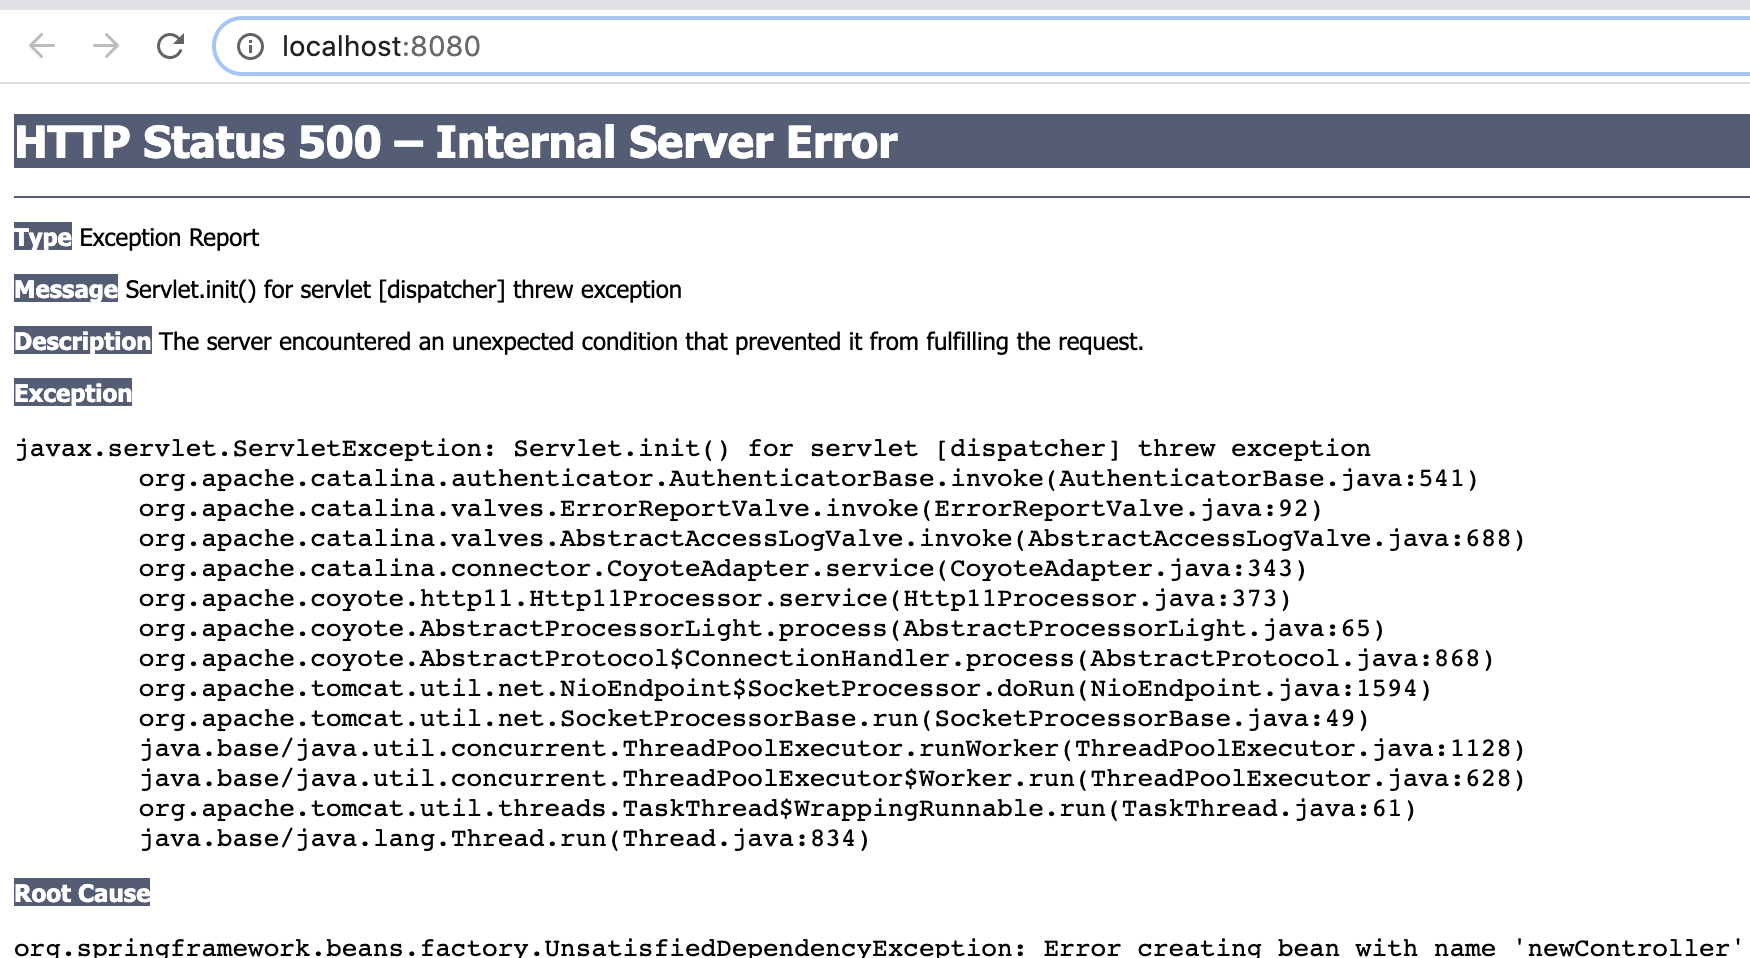 localhost:8080
HTTP Status 500 – Internal Server Error
Type Exception Report
Message Servlet.init() for servlet [dispatcher] threw exception
Description The server encountered an unexpected condition that prevented it from fulfilling the request.
Exception
javax.servlet.ServletException: Servlet.init() for servlet [dispatcher] threw exception
org.apache.catalina.authenticator.AuthenticatorBase.invoke(AuthenticatorBase.java:541)
org.apache.catalina.valves.ErrorReportValve.invoke(ErrorReportValve.java:92)
org.apache.catalina.valves.AbstractAccessLogValve.invoke(AbstractAccessLogValve.java:688)
org.apache.catalina.connector.CoyoteAdapter.service(CoyoteAdapter.java:343)
org.apache.coyote.http11.Http11Processor.service(Http11Processor.java:373)
org.apache.coyote.AbstractProcessorLight.process(AbstractProcessorLight.java:65)
org.apache.coyote.AbstractProtocol$ConnectionHandler.process(AbstractProtocol.java:868)
org.apache.tomcat.util.net.NioEndpoint$SocketProcessor.doRun(NioEndpoint.java:1594)
org.apache.tomcat.util.net.SocketProcessorBase.run(SocketProcessorBase.java:49)
java.base/java.util.concurrent.ThreadPoolExecutor.runWorker(ThreadPoolExecutor.java:1128)
java.base/java.util.concurrent.ThreadPoolExecutor$Worker.run(ThreadPoolExecutor.java:628)
org.apache.tomcat.util.threads.TaskThread$WrappingRunnable.run(TaskThread.java:61)
java.base/java.lang.Thread.run(Thread.java:834)
Root Cause
org.springframework.beans.factory.UnsatisfiedDependencyException: Error creating bean with name 'newController'